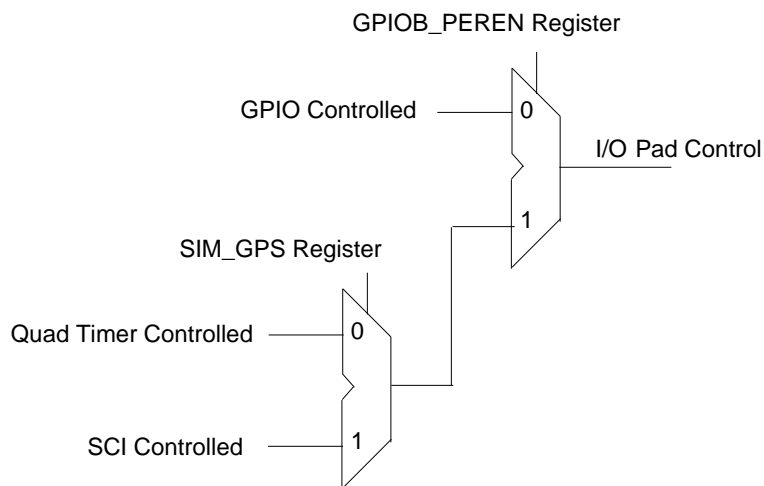 GPIOB_PEREN Register
GPIO Controlled
0
I/O Pad Control
1
SIM_GPS Register
Quad Timer Controlled
0
SCI Controlled
1